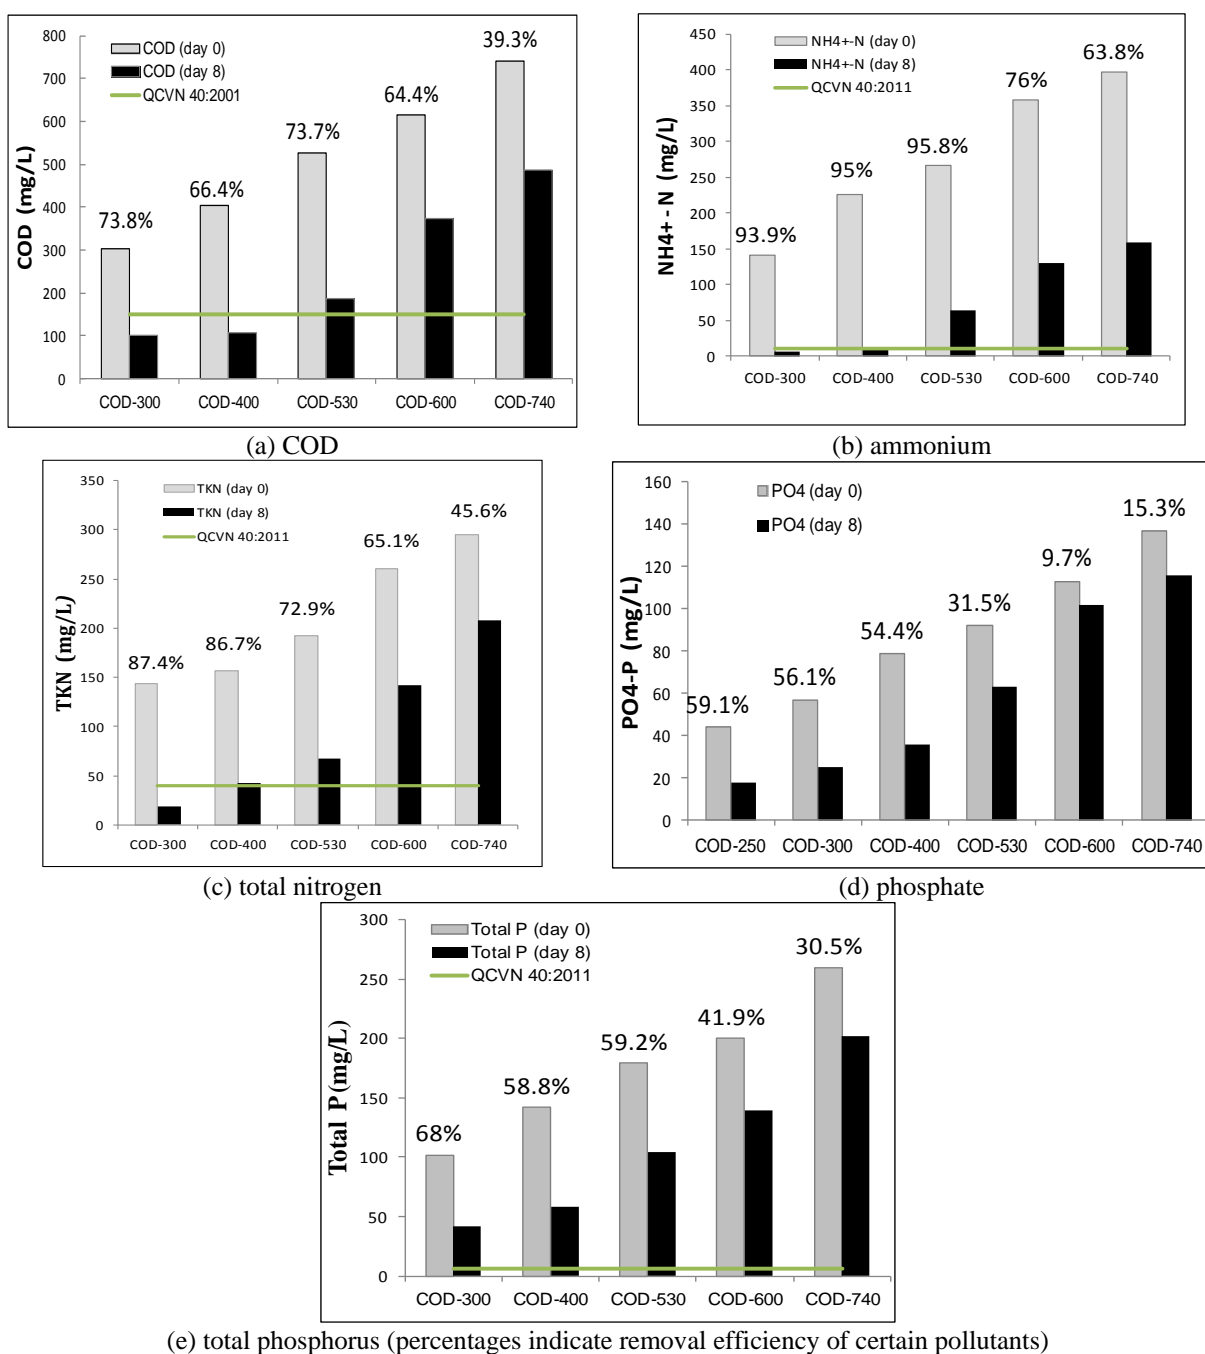 COD (mg/L)
800
700
600
500
400
300
200
100
0
COD (day 0)
COD (day 8)
QCVN 40:2001
73.8%
66.4%
73.7%
64.4%
39.3%
COD-300 COD-400 COD-530 COD-600 COD-740
(a) COD
NH4+ - N (mg/L)
450
400
350
300
250
200
150
100
50
0
NH4+-N (day 0)
NH4+-N (day 8)
QCVN 40:2011
93.9%
95%
95.8%
76%
63.8%
COD-300 COD-400 COD-530 COD-600 COD-740
(b) ammonium
TKN (mg/L)
350
300
250
200
150
100
50
0
TKN (day 0)
TKN (day 8)
QCVN 40:2011
87.4%
86.7%
72.9%
65.1%
45.6%
COD-300 COD-400 COD-530 COD-600 COD-740
(c) total nitrogen
PO4-P (mg/L)
160
140
120
100
80
60
40
20
0
PO4 (day 0)
PO4 (day 8)
59.1%
56.1%
54.4%
31.5%
9.7%
15.3%
COD-250 COD-300 COD-400 COD-530 COD-600 COD-740
(d) phosphate
Total P (mg/L)
300
250
200
150
100
50
0
Total P (day 0)
Total P (day 8)
QCVN 40:2011
68%
58.8%
59.2%
41.9%
30.5%
COD-300 COD-400 COD-530 COD-600 COD-740
(e) total phosphorus (percentages indicate removal efficiency of certain pollutants)